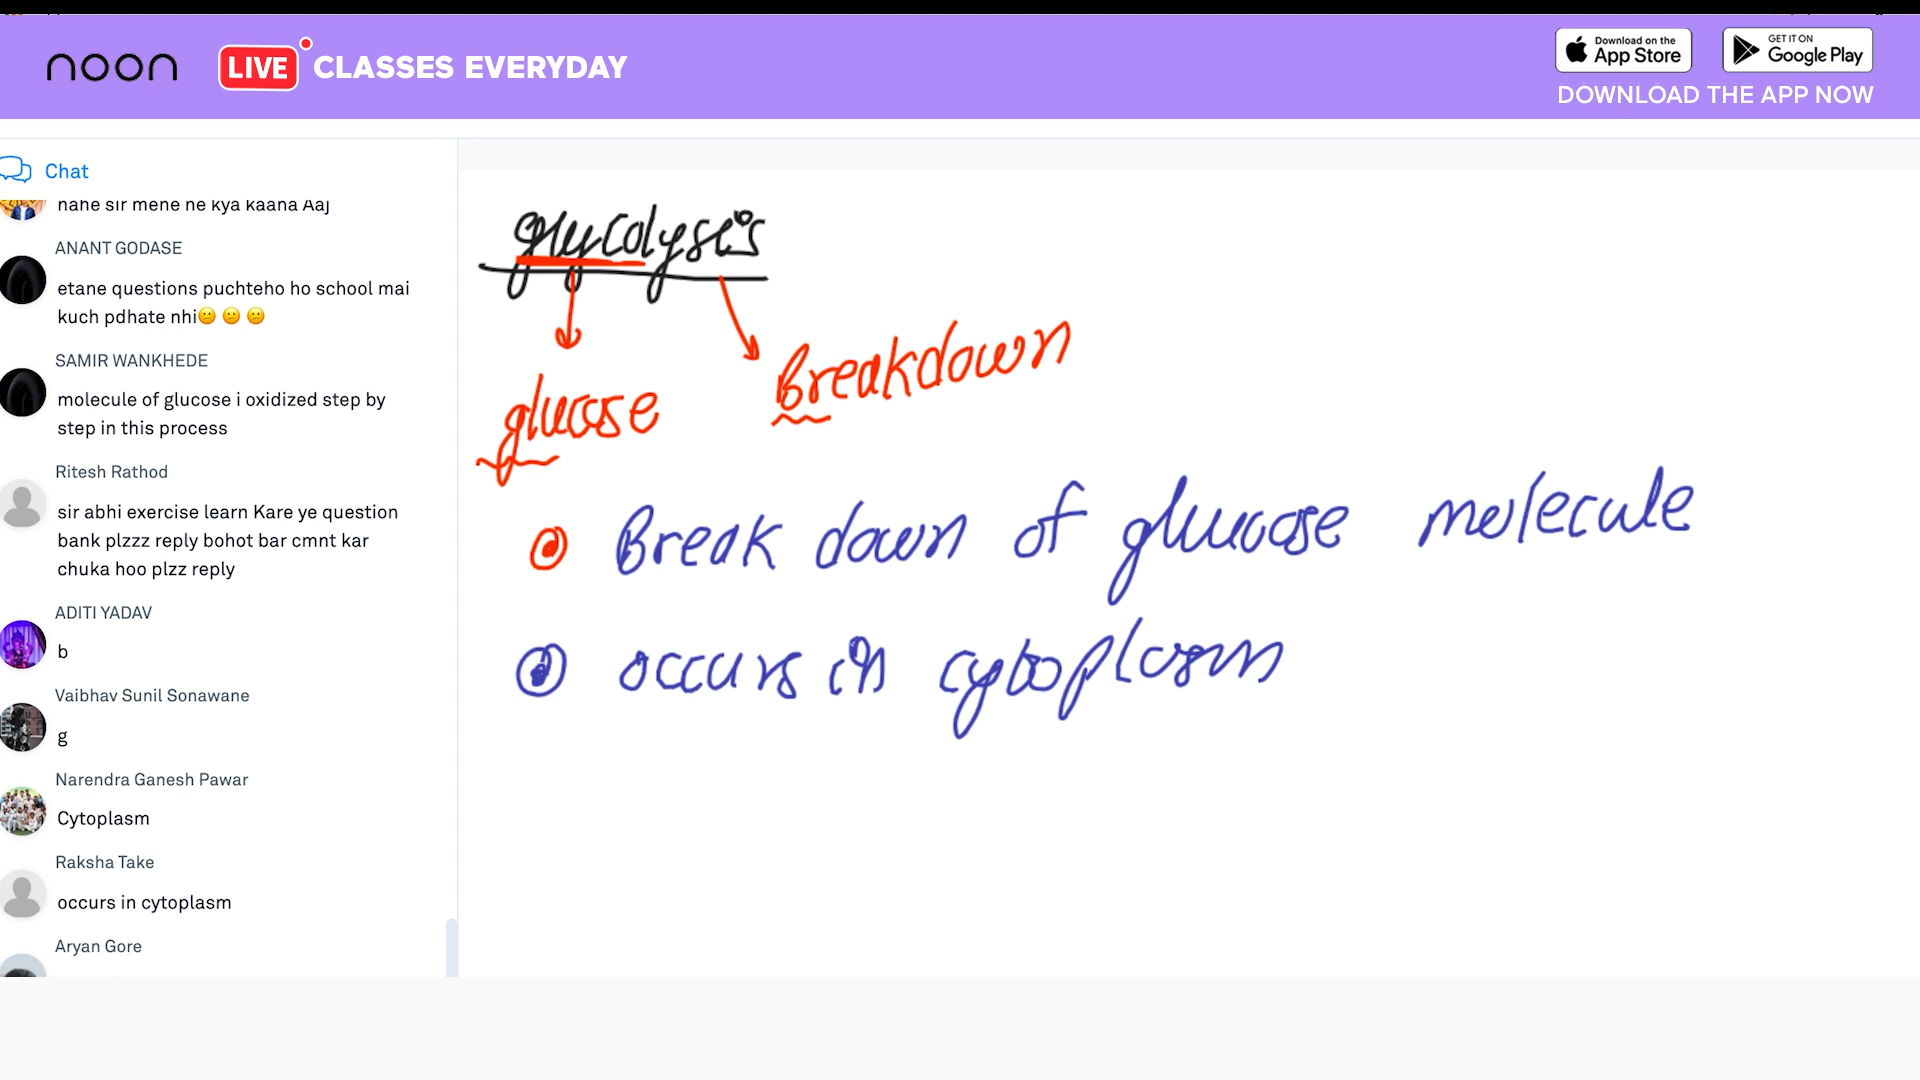 noon LIVE CLASSES EVERYDAY
Download on the App Store
GET IT ON Google Play
DOWNLOAD THE APP NOW
Chat
nahe sir mene ne kya kaana Aaj
ANANT GODASE
etane questions puchteho ho school mai
kuch pdhate nhi😕 😕 😕
SAMIR WANKHEDE
molecule of glucose i oxidized step by
step in this process
Ritesh Rathod
sir abhi exercise learn Kare ye question
bank plzzz reply bohot bar cmnt kar
chuka hoo plzz reply
ADITI YADAV
b
Vaibhav Sunil Sonawane
g
Narendra Ganesh Pawar
Cytoplasm
Raksha Take
occurs in cytoplasm
Aryan Gore
glycolysis
glucose
Breakdown
Break down of glucose molecule
occurs in cytoplasm